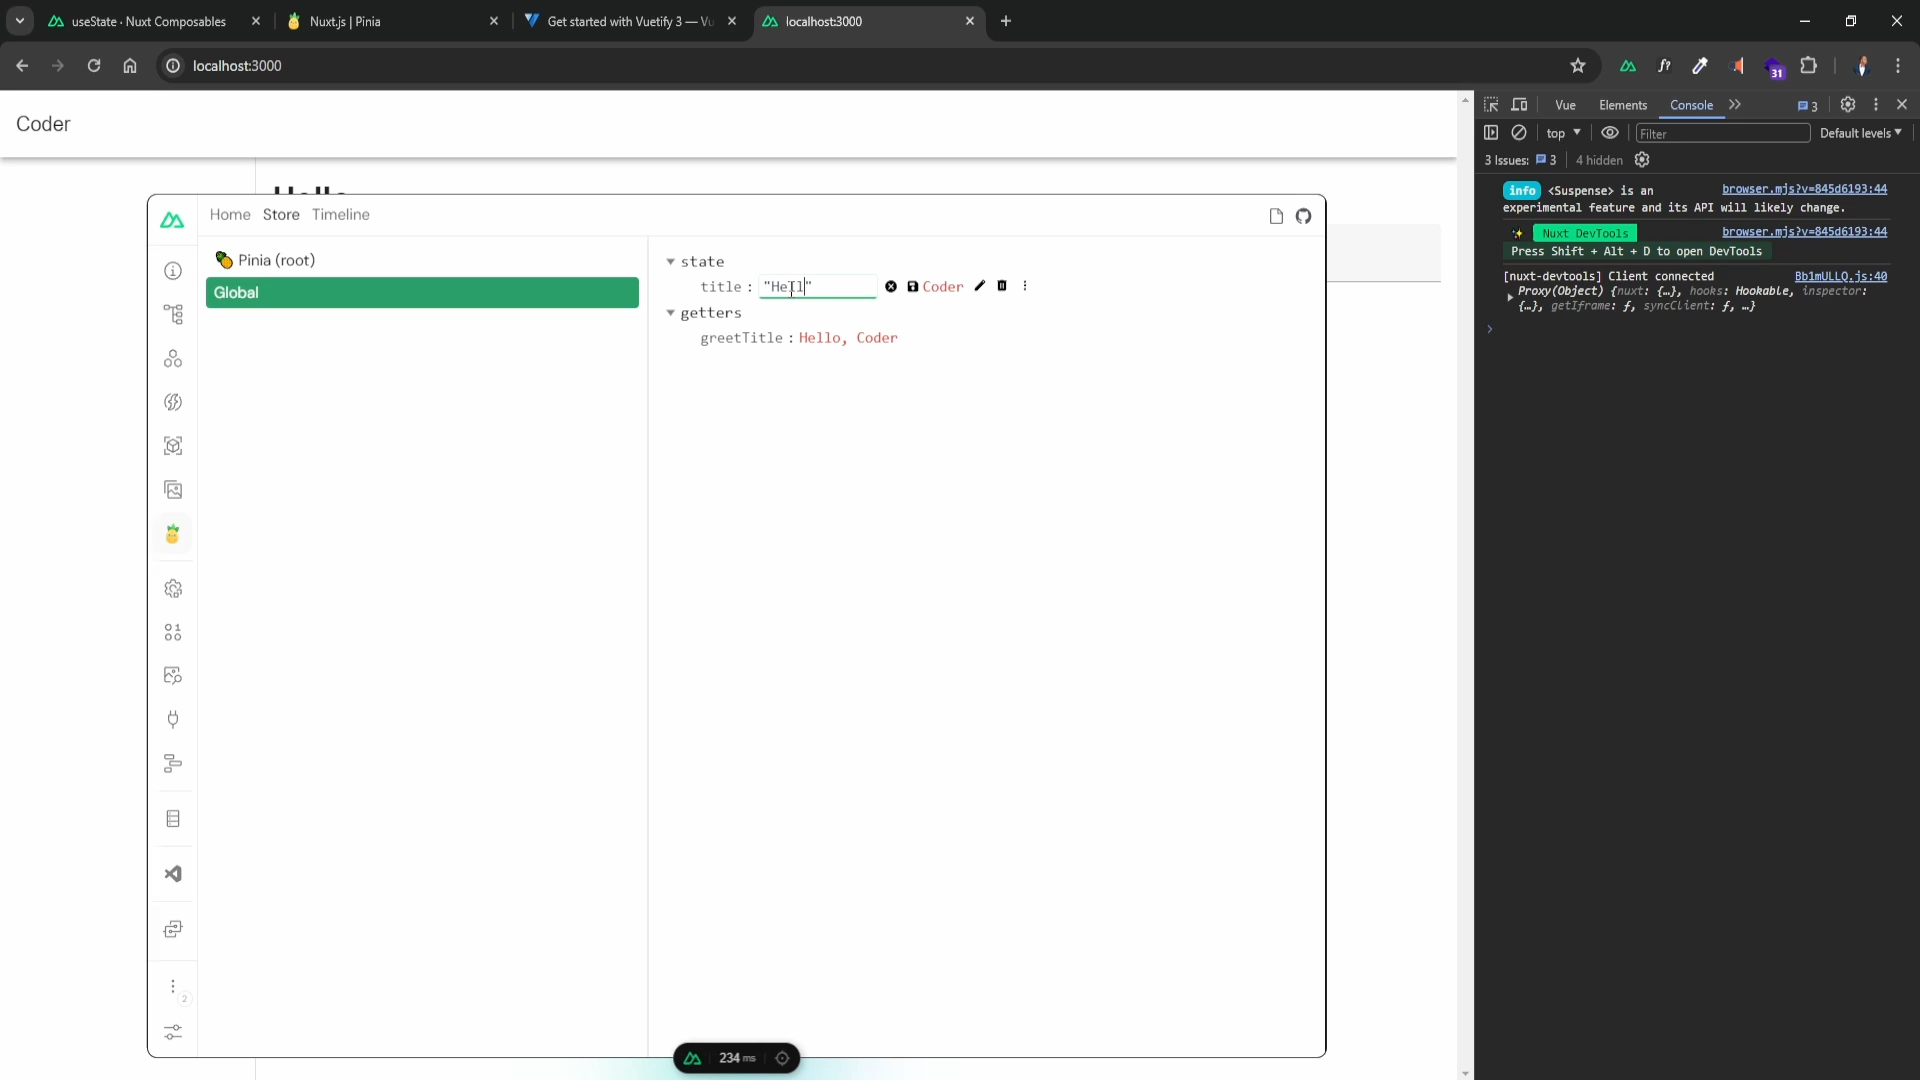 useState · Nuxt Composables
Nuxt.js | Pinia
Get started with Vuetify 3 — Vu
localhost:3000
localhost:3000
f?
31
Coder
Hello
Home Store Timeline
Pinia (root)
Global
state
title : "Hell" Coder
getters
greetTitle : Hello, Coder
2
234 ms
Vue Elements Console 3
top Filter Default levels
3 Issues: 3 4 hidden
info <Suspense> is an browser.mjs?v=845d6193:44
experimental feature and its API will likely change.
Nuxt DevTools browser.mjs?v=845d6193:44
Press Shift + Alt + D to open DevTools
[nuxt-devtools] Client connected Bb1mULLQ.js:40
Proxy(Object) {nuxt: {…}, hooks: Hookable, inspector:
{…}, getIframe: ƒ, syncClient: ƒ, …}